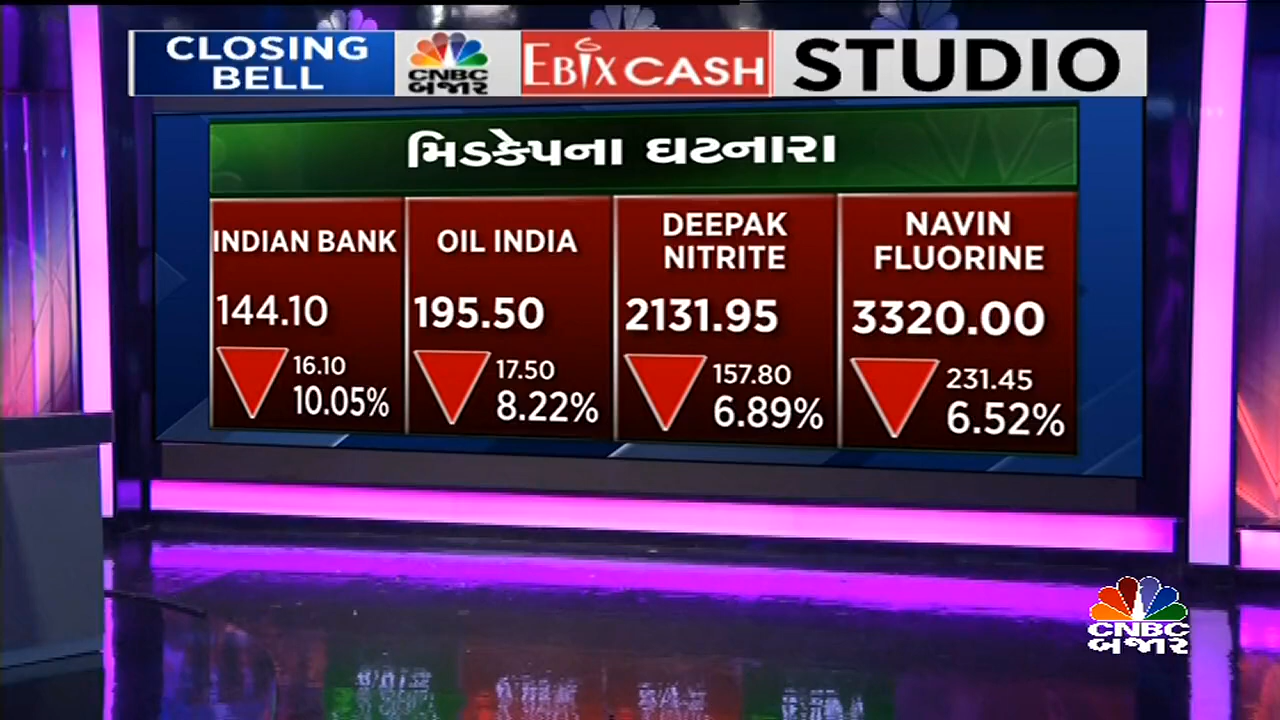 CLOSING
BELL
CNBC
બજાર
EBIXCASH
STUDIO
મિડકેપના ઘટનારા
INDIAN BANK
144.10
16.10
10.05%
OIL INDIA
195.50
17.50
8.22%
DEEPAK
NITRITE
2131.95
157.80
6.89%
NAVIN
FLUORINE
3320.00
231.45
6.52%
CNBC
બજાર